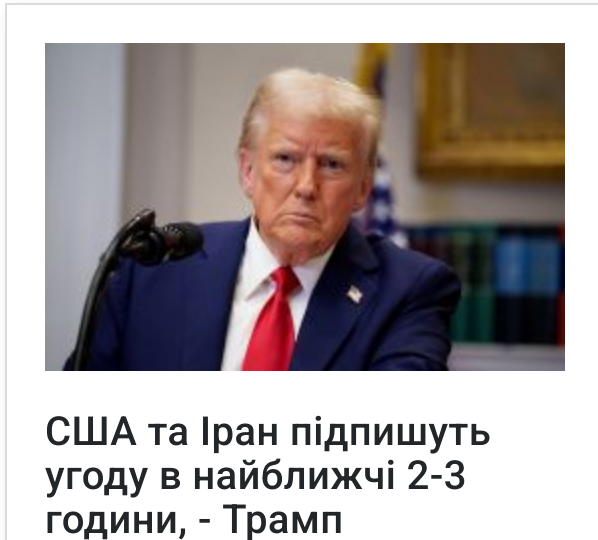 США та Іран підпишуть
угоду в найближчі 2-3
години, - Трамп